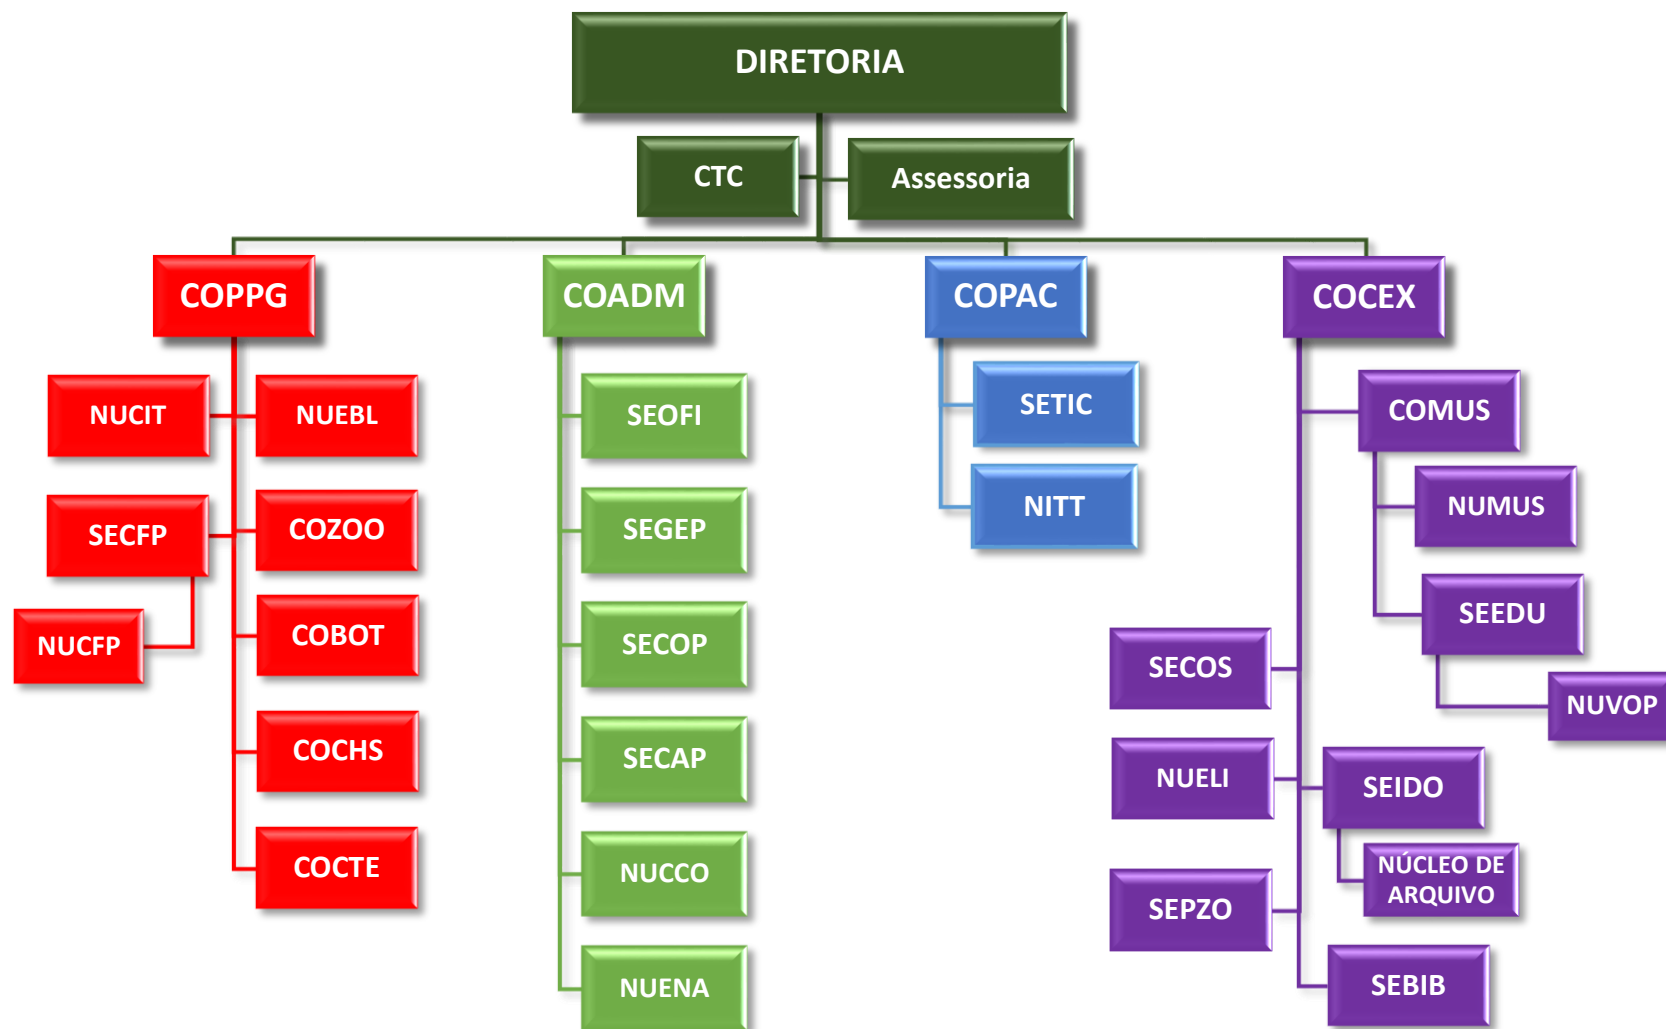 DIRETORIA
CTC
Assessoria
COPPG
NUCIT
NUEBL
SECFP
COZOO
NUCFP
COBOT
COCHS
COCTE
COADM
SEOFI
SEGEP
SECOP
SECAP
NUCCO
NUENA
COPAC
SETIC
NITT
COCEX
COMUS
NUMUS
SEEDU
NUVOP
SECOS
NUELI
SEIDO
NÚCLEO DE
ARQUIVO
SEPZO
SEBIB